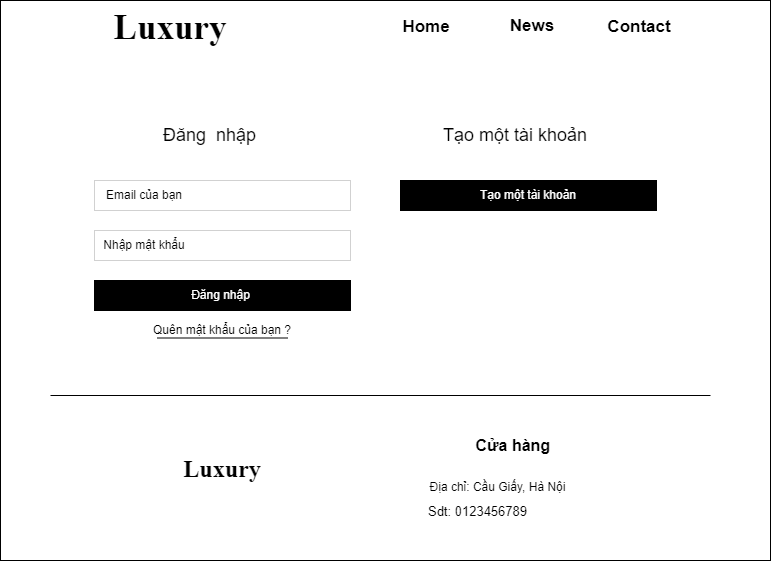 Luxury
Home
News
Contact
Đăng nhập
Email của bạn
Nhập mật khẩu
Đăng nhập
Quên mật khẩu của bạn ?
Tạo một tài khoản
Tạo một tài khoản
Luxury
Cửa hàng
Địa chỉ: Cầu Giấy, Hà Nội
Sdt: 0123456789